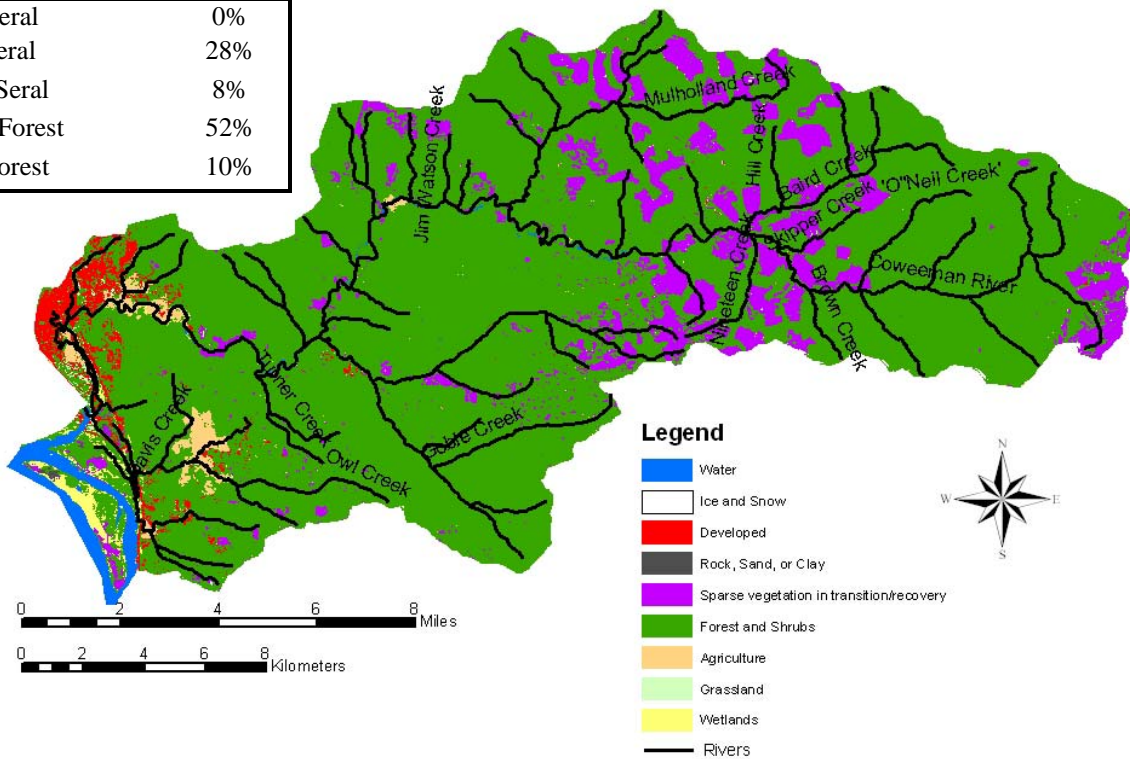 eral 0%
eral 28%
Seral 8%
Forest 52%
orest 10%
Mulholland Creek
Jim Watson Creek
Hill Creek
Baird Creek
Skipper Creek
'O"Neil Creek'
Nineteen Creek
Brown Creek
Coweeman River
Turner Creek
Goble Creek
Owl Creek
avis Creek
Legend
Water
Ice and Snow
Developed
Rock, Sand, or Clay
Sparse vegetation in transition/recovery
Forest and Shrubs
Agriculture
Grassland
Wetlands
Rivers
N
W E
S
0 2 4 6 8
Miles
0 2 4 6 8
Kilometers